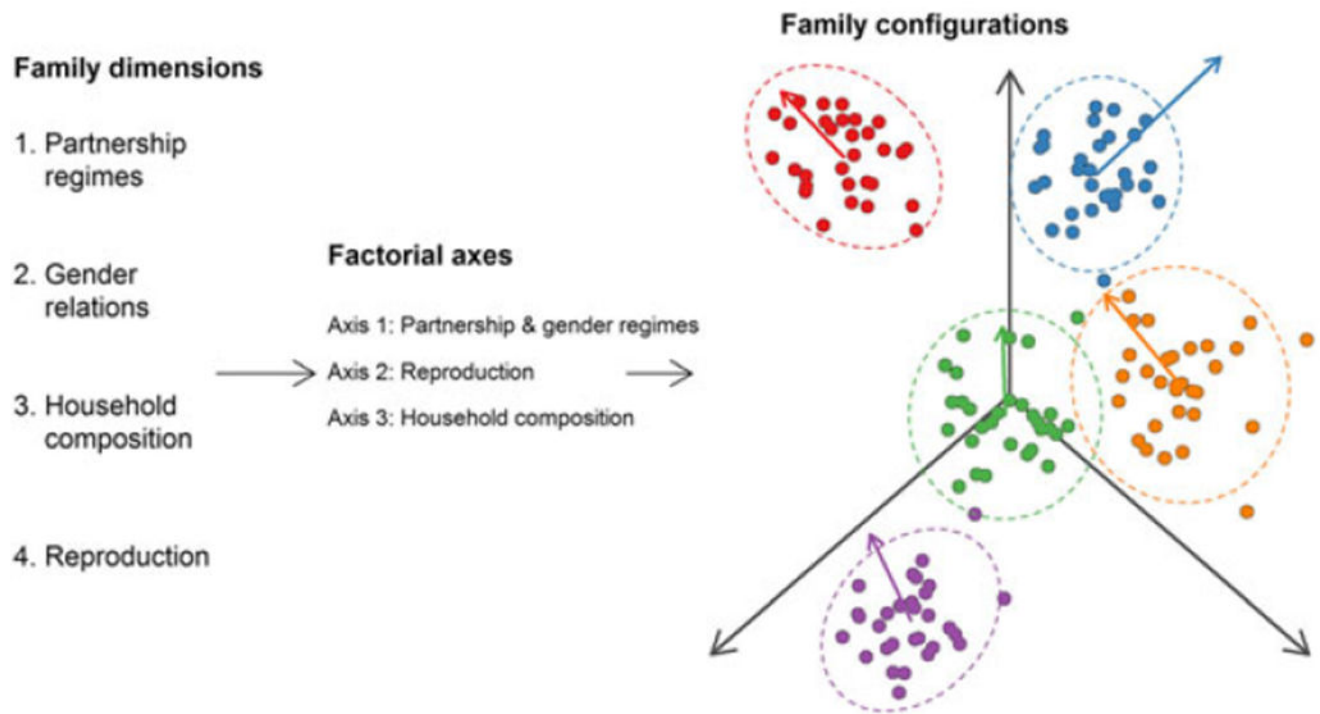 Family configurations
Family dimensions
1. Partnership
regimes
2. Gender
relations
3. Household
composition
4. Reproduction
Factorial axes
Axis 1: Partnership & gender regimes
Axis 2: Reproduction
Axis 3: Household composition